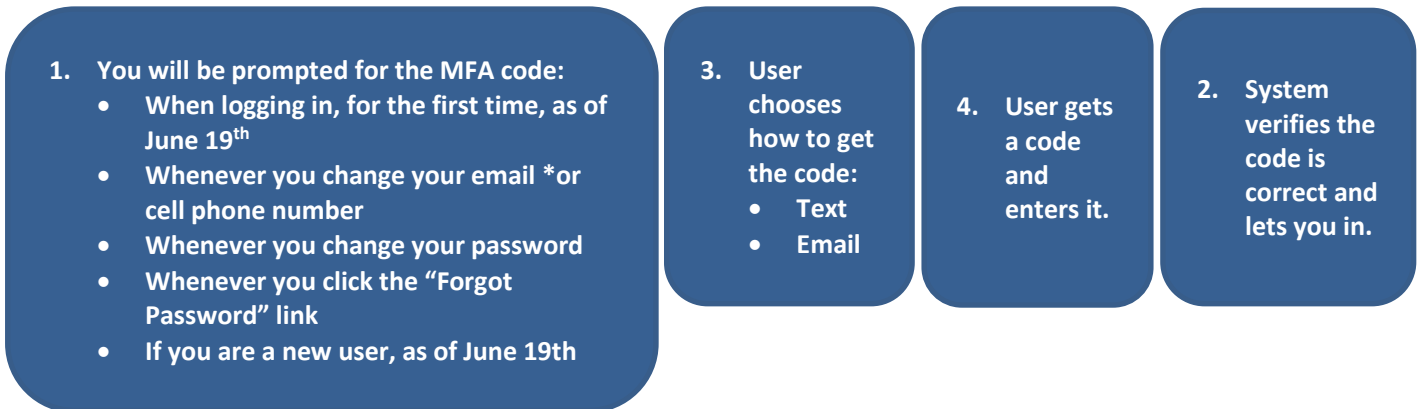 1. You will be prompted for the MFA code:
• When logging in, for the first time, as of
June 19th
• Whenever you change your email *or
cell phone number
• Whenever you change your password
• Whenever you click the “Forgot
Password” link
• If you are a new user, as of June 19th
3. User
chooses
how to get
the code:
• Text
• Email
4. User gets
a code
and
enters it.
2. System
verifies the
code is
correct and
lets you in.